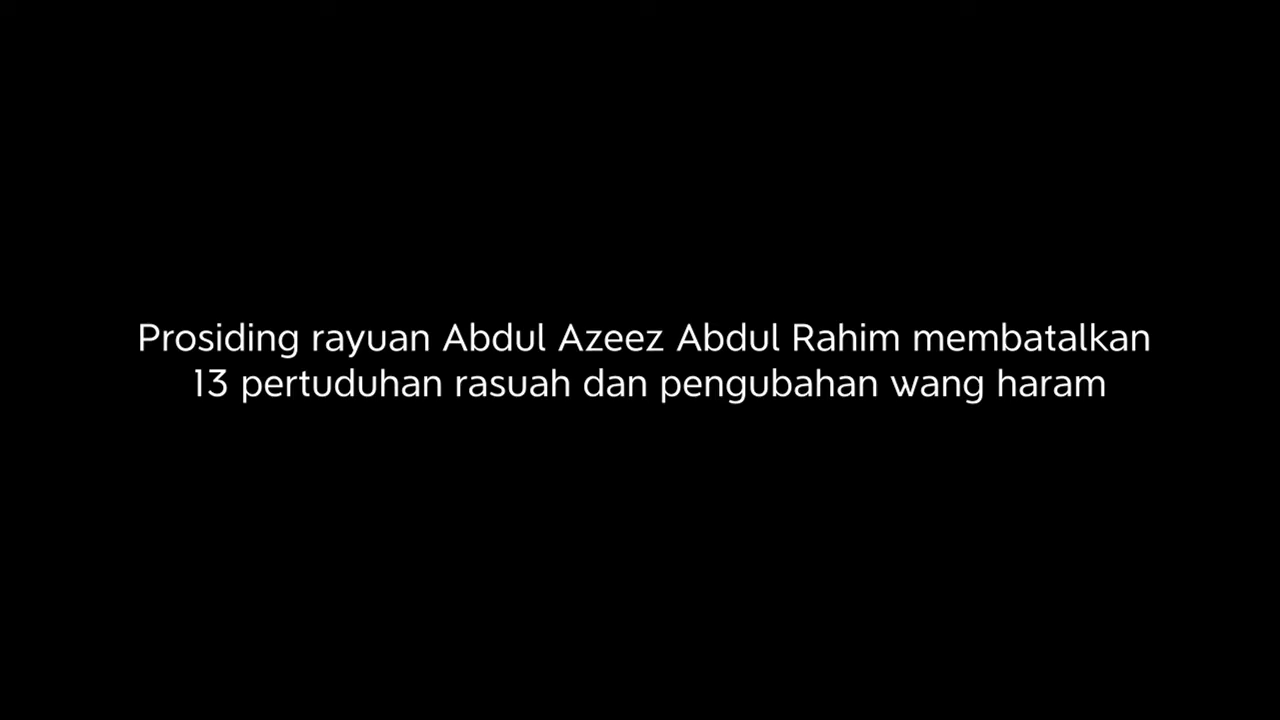 Prosiding rayuan Abdul Azeez Abdul Rahim membatalkan
13 pertuduhan rasuah dan pengubahan wang haram